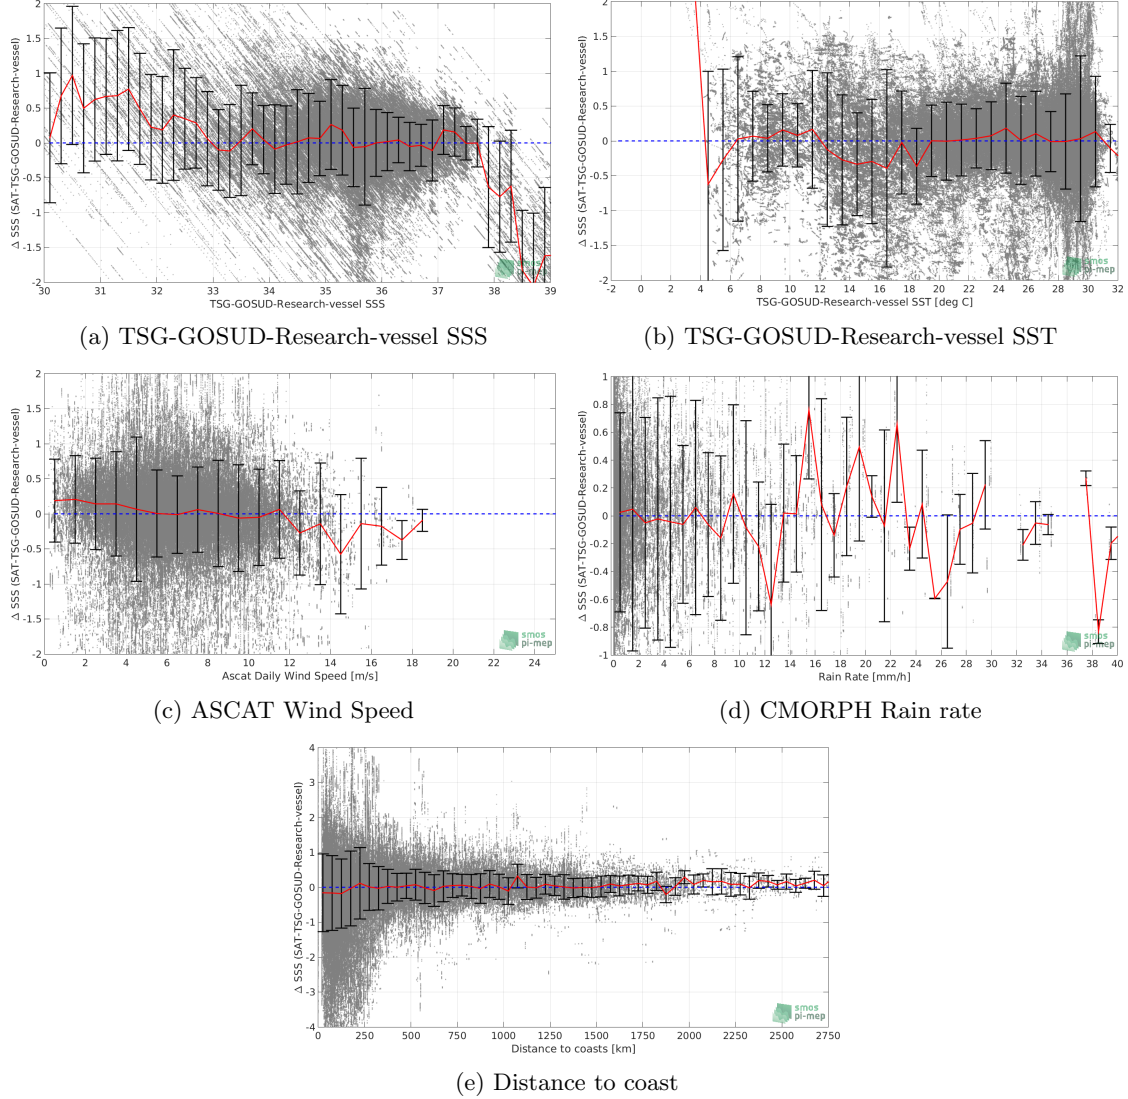 2
1.5
1
0.5
0
-0.5
-1
-1.5
-2
Δ SSS (SAT-TSG-GOSUD-Research-vessel)
30 31 32 33 34 35 36 37 38 39
TSG-GOSUD-Research-vessel SSS
smos
pi-mep
(a) TSG-GOSUD-Research-vessel SSS
2
1.5
1
0.5
0
-0.5
-1
-1.5
-2
Δ SSS (SAT-TSG-GOSUD-Research-vessel)
-2 0 2 4 6 8 10 12 14 16 18 20 22 24 26 28 30 32
TSG-GOSUD-Research-vessel SST [deg C]
smos
pi-mep
(b) TSG-GOSUD-Research-vessel SST
2
1.5
1
0.5
0
-0.5
-1
-1.5
-2
Δ SSS (SAT-TSG-GOSUD-Research-vessel)
0 2 4 6 8 10 12 14 16 18 20 22 24
Ascat Daily Wind Speed [m/s]
smos
pi-mep
(c) ASCAT Wind Speed
1
0.8
0.6
0.4
0.2
0
-0.2
-0.4
-0.6
-0.8
-1
Δ SSS (SAT-TSG-GOSUD-Research-vessel)
0 2 4 6 8 10 12 14 16 18 20 22 24 26 28 30 32 34 36 38 40
Rain Rate [mm/h]
smos
pi-mep
(d) CMORPH Rain rate
4
3
2
1
0
-1
-2
-3
-4
Δ SSS (SAT-TSG-GOSUD-Research-vessel)
0 250 500 750 1000 1250 1500 1750 2000 2250 2500 2750
Distance to coasts [km]
smos
pi-mep
(e) Distance to coast